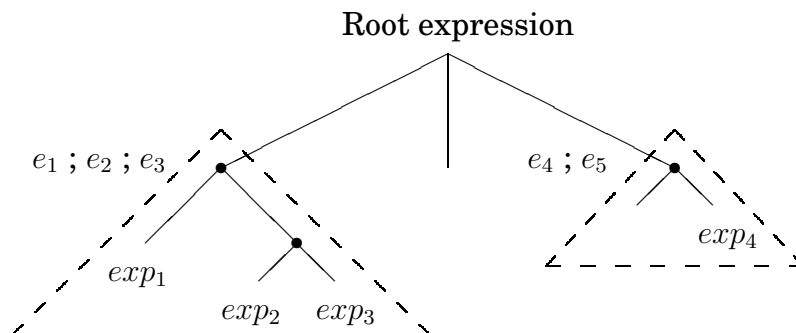 Root expression
e₁ ; e₂ ; e₃
e₄ ; e₅
exp₄
exp₁
exp₂
exp₃